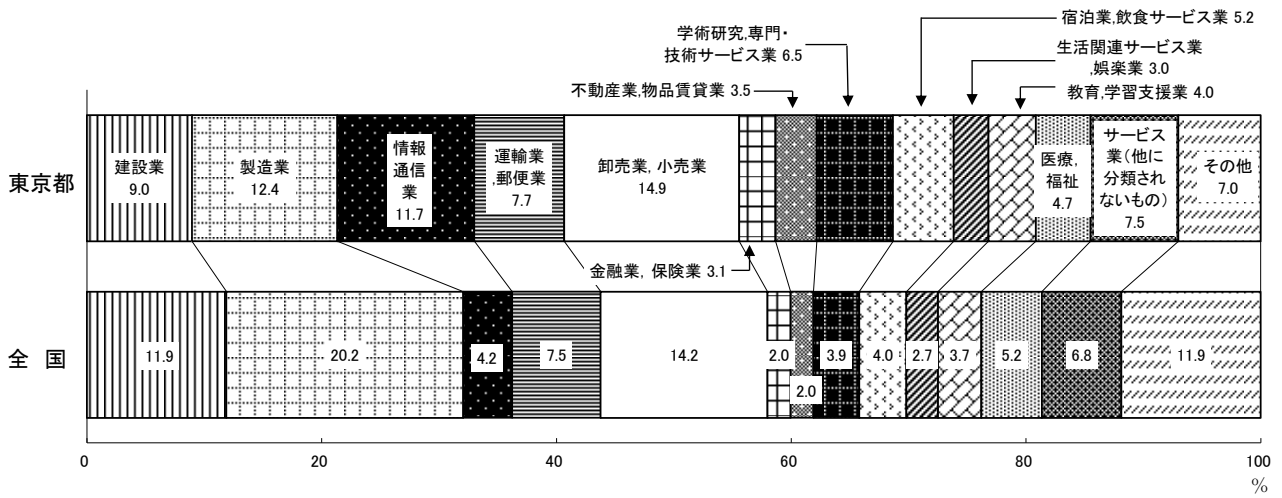 宿泊業,飲食サービス業 5.2
学術研究,専門・
技術サービス業 6.5
生活関連サービス業
,娯楽業 3.0
不動産業,物品賃貸業 3.5
教育,学習支援業 4.0
東京都
建設業
9.0
製造業
12.4
情報
通信
業
11.7
運輸業
,郵便業
7.7
卸売業, 小売業
14.9
医療,
福祉
4.7
サービス
業(他に
分類され
ないもの)
7.5
その他
7.0
金融業, 保険業 3.1
全 国
11.9
20.2
4.2
7.5
14.2
2.0
2.0
3.9
4.0
2.7
3.7
5.2
6.8
11.9
0
20
40
60
80
100
%